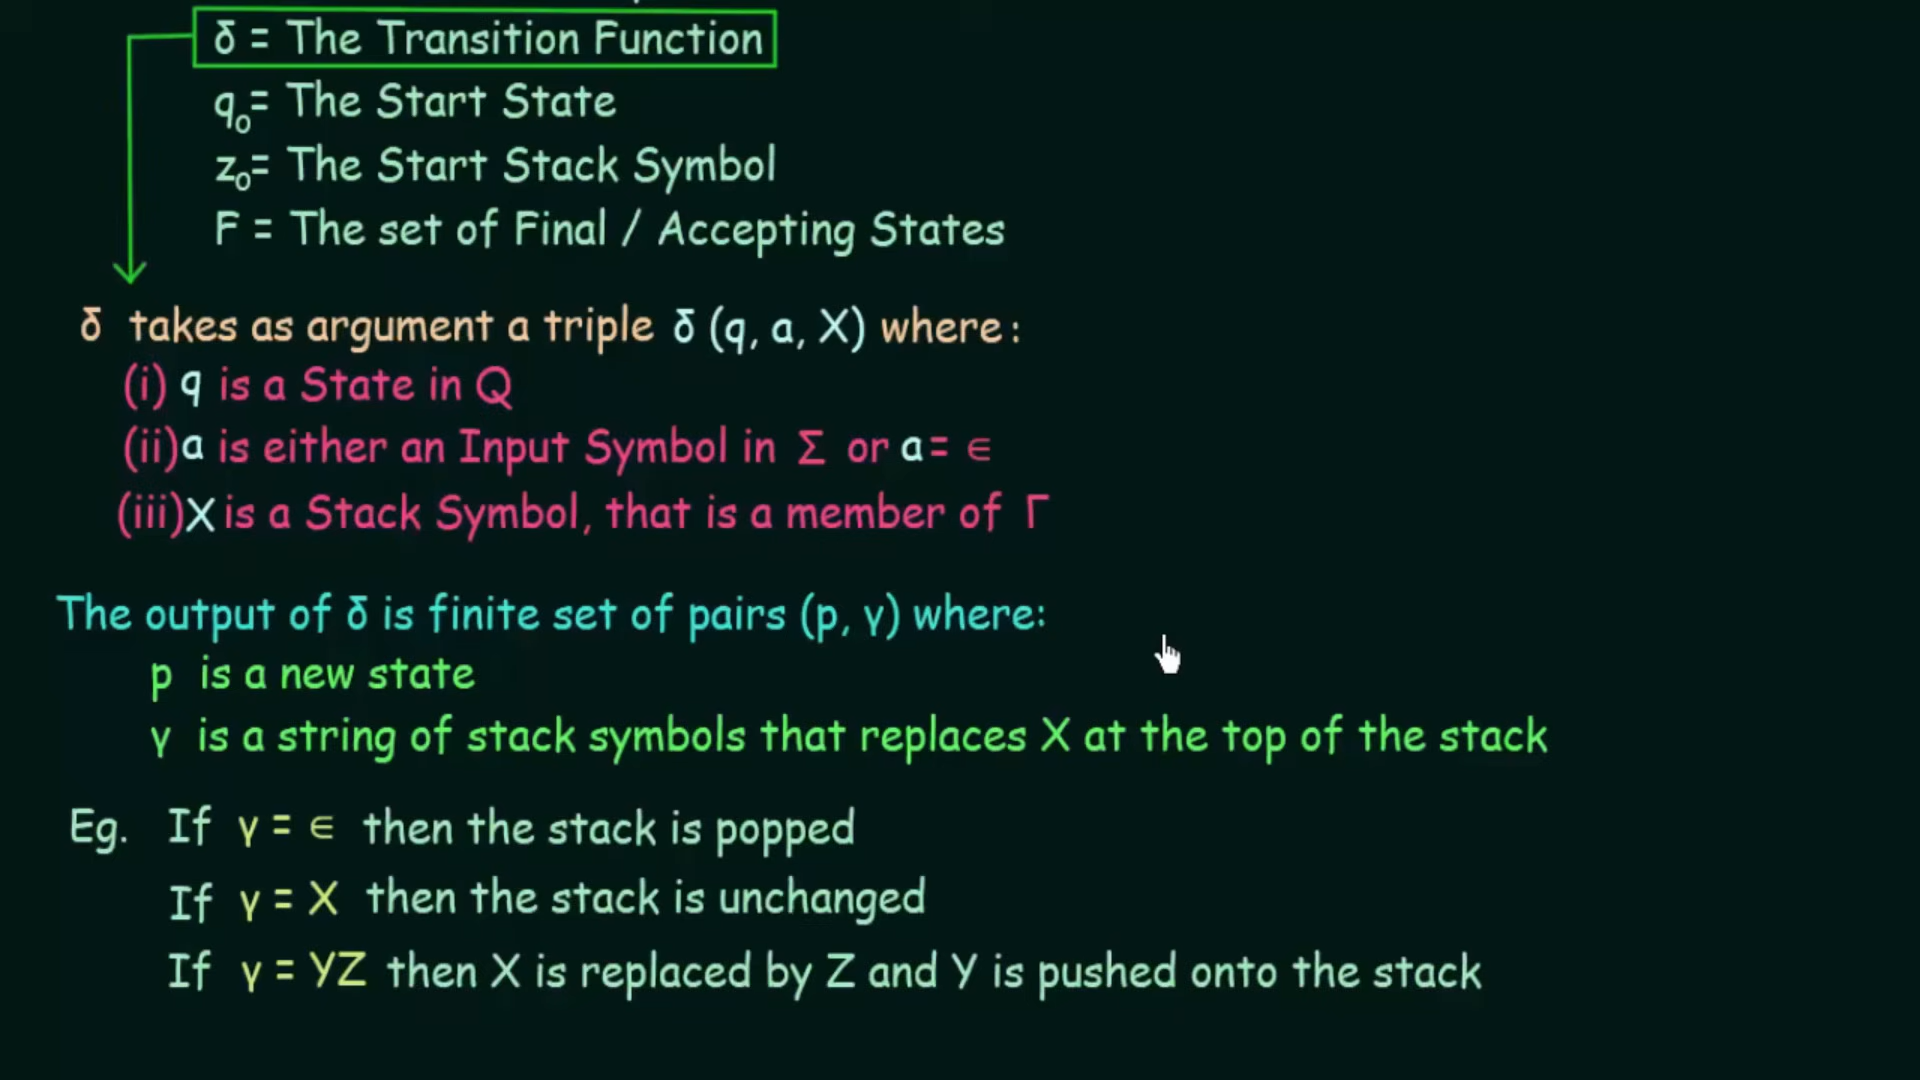 δ = The Transition Function
q₀= The Start State
z₀= The Start Stack Symbol
F = The set of Final / Accepting States
δ takes as argument a triple δ (q, a, X) where:
(i) q is a State in Q
(ii) a is either an Input Symbol in Σ or a = ∈
(iii) X is a Stack Symbol, that is a member of Γ
The output of δ is finite set of pairs (p, γ) where:
p is a new state
γ is a string of stack symbols that replaces X at the top of the stack
Eg. If γ = ∈ then the stack is popped
If γ = X then the stack is unchanged
If γ = YZ then X is replaced by Z and Y is pushed onto the stack